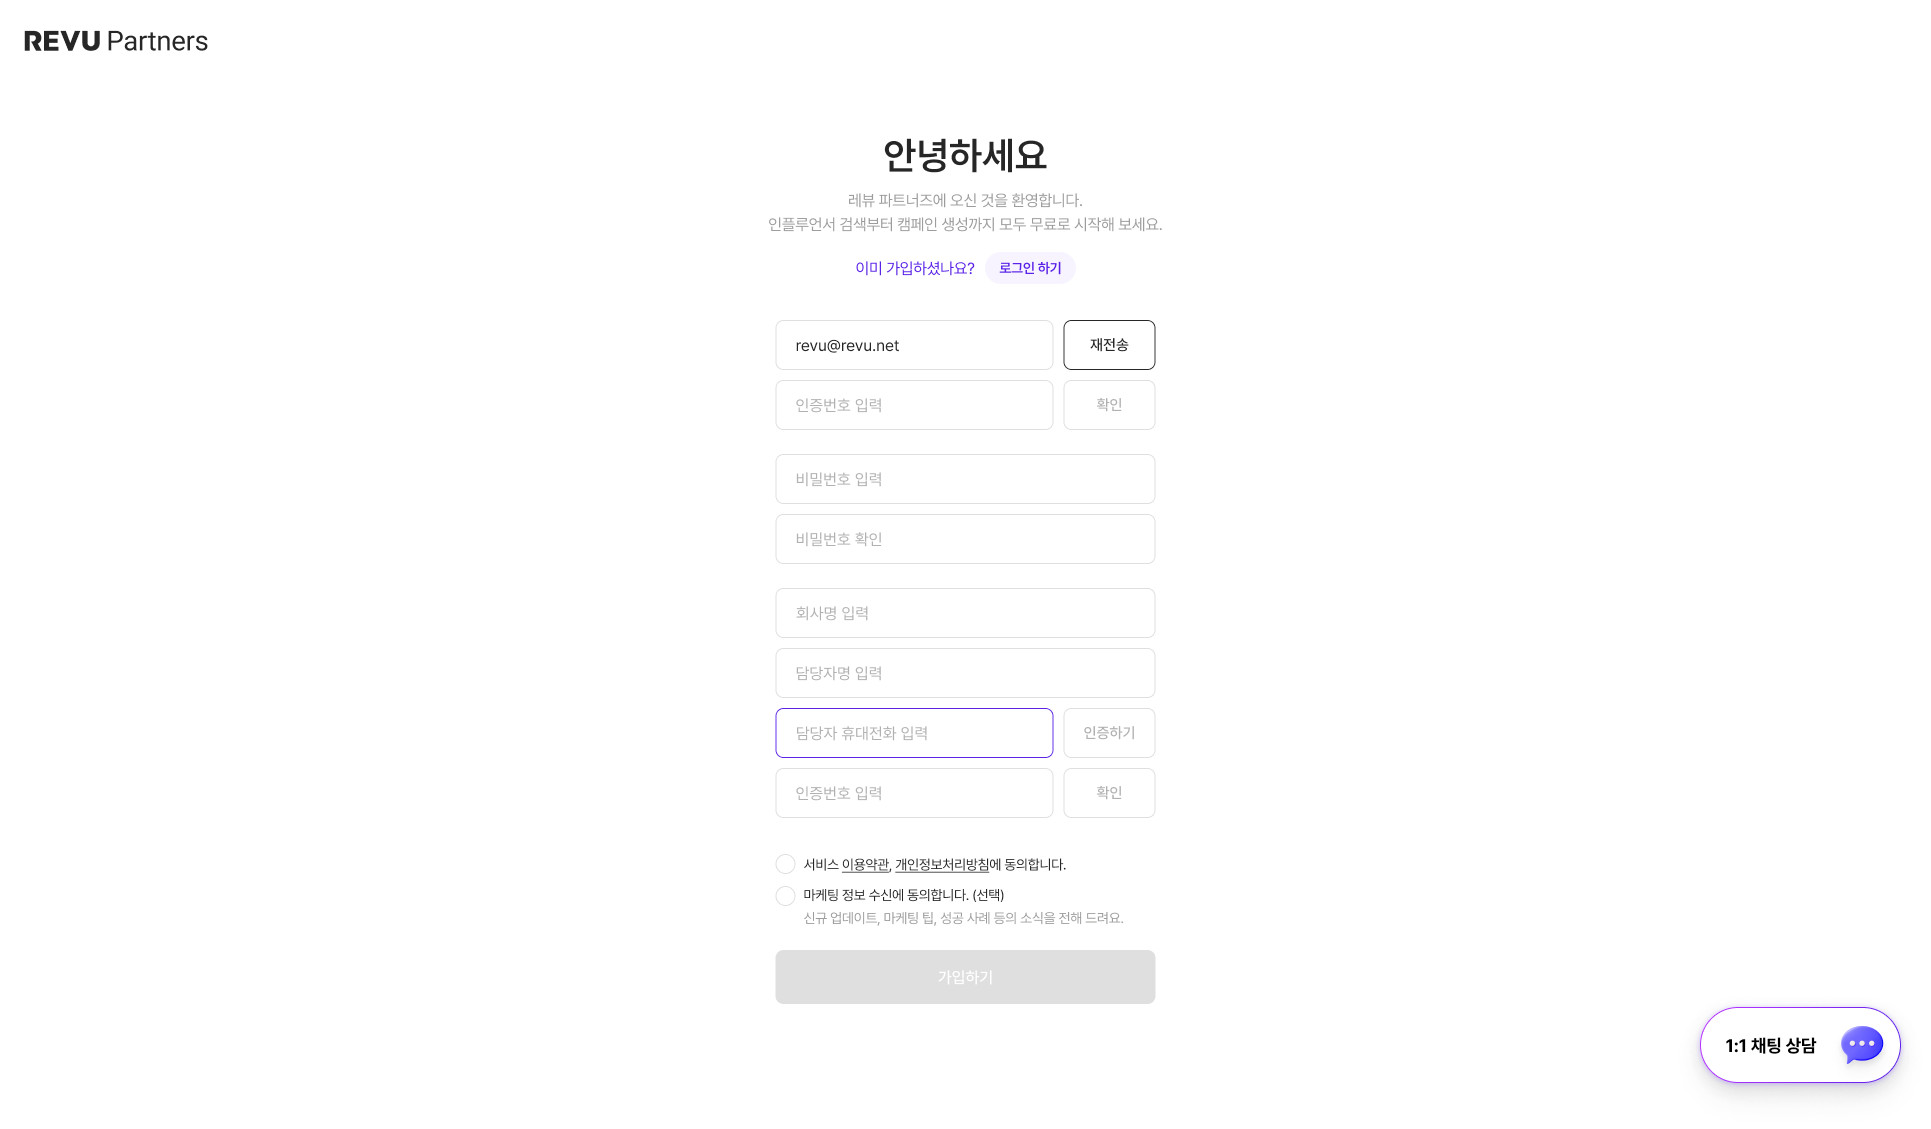 REVU Partners
안녕하세요
레뷰 파트너즈에 오신 것을 환영합니다.
인플루언서 검색부터 캠페인 생성까지 모두 무료로 시작해 보세요.
이미 가입하셨나요? 로그인 하기
revu@revu.net 재전송
인증번호 입력 확인
비밀번호 입력
비밀번호 확인
회사명 입력
담당자명 입력
담당자 휴대전화 입력 인증하기
인증번호 입력 확인
서비스 이용약관, 개인정보처리방침에 동의합니다.
마케팅 정보 수신에 동의합니다. (선택)
신규 업데이트, 마케팅 팁, 성공 사례 등의 소식을 전해 드려요.
가입하기
1:1 채팅 상담